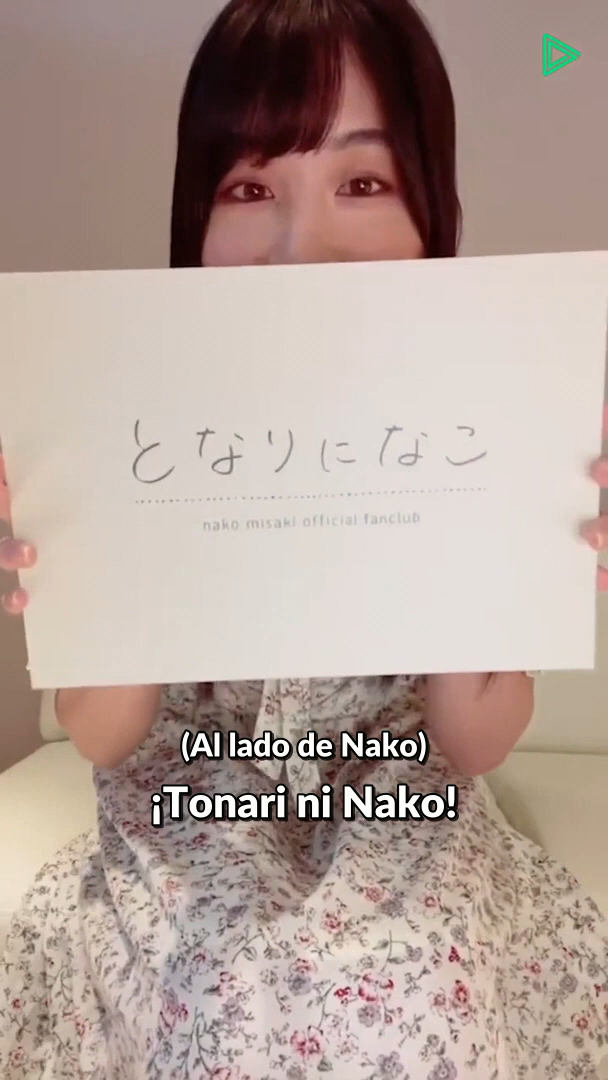 となりになこ
nako misaki official fanclub
(Al lado de Nako)
¡Tonari ni Nako!